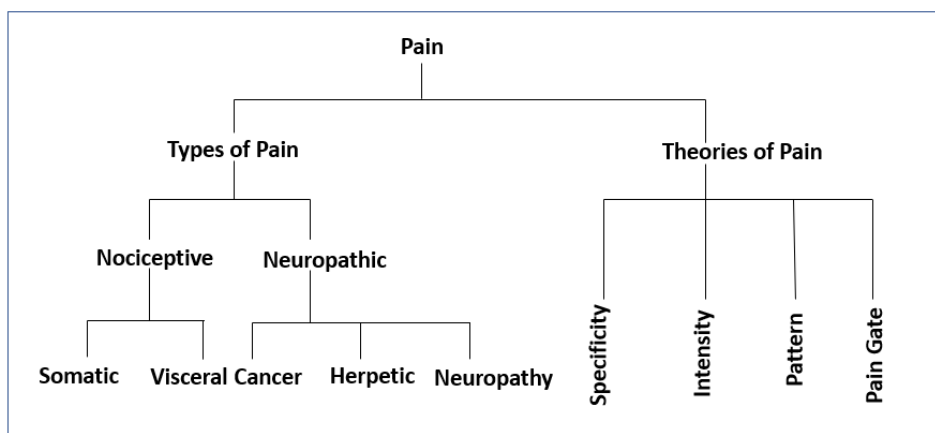 Pain
Types of Pain
Theories of Pain
Nociceptive
Neuropathic
Somatic
Visceral
Cancer
Herpetic
Neuropathy
Specificity
Intensity
Pattern
Pain Gate